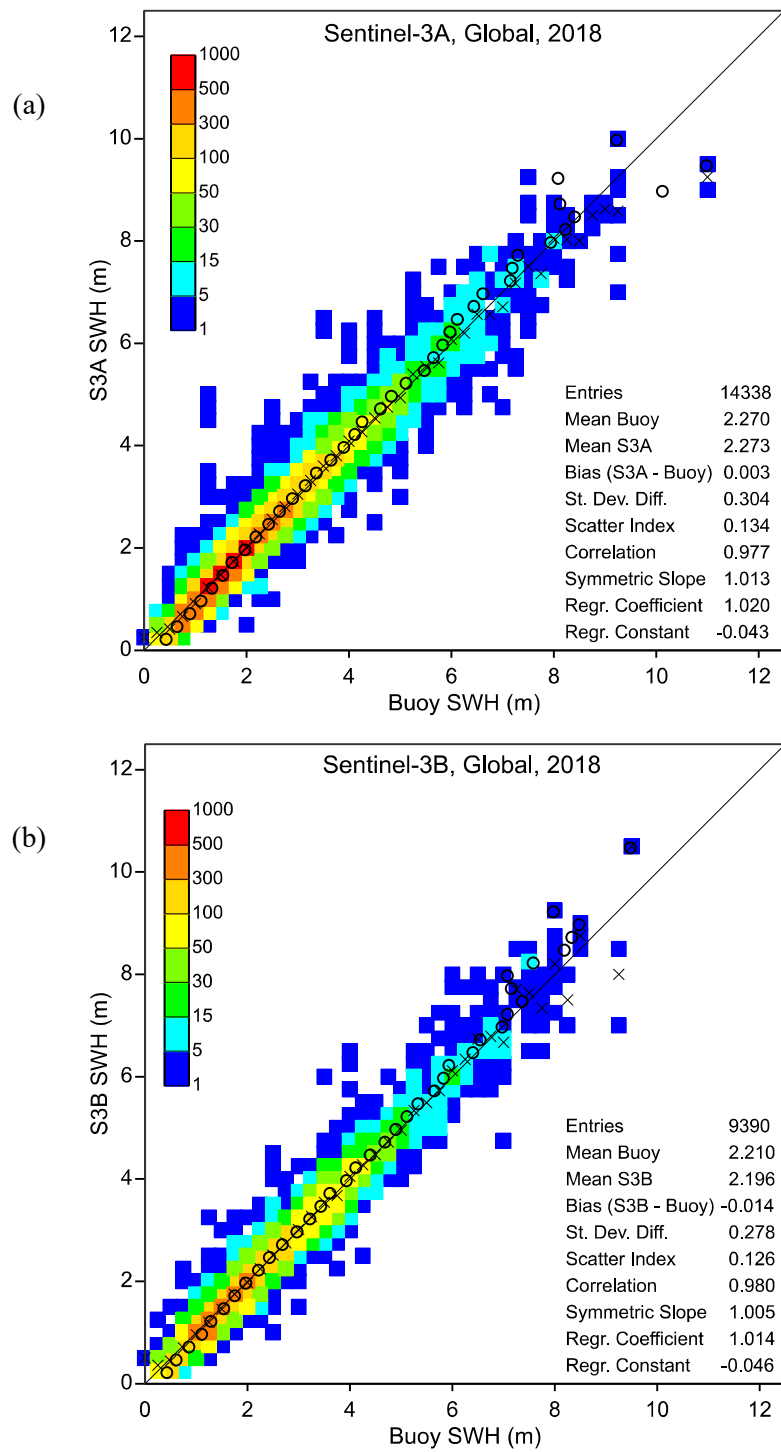 (a)
Sentinel-3A, Global, 2018
12
10
8
6
4
2
0
S3A SWH (m)
1000
500
300
100
50
30
15
5
1
Entries 14338
Mean Buoy 2.270
Mean S3A 2.273
Bias (S3A - Buoy) 0.003
St. Dev. Diff. 0.304
Scatter Index 0.134
Correlation 0.977
Symmetric Slope 1.013
Regr. Coefficient 1.020
Regr. Constant -0.043
0 2 4 6 8 10 12
Buoy SWH (m)
(b)
Sentinel-3B, Global, 2018
12
10
8
6
4
2
0
S3B SWH (m)
1000
500
300
100
50
30
15
5
1
Entries 9390
Mean Buoy 2.210
Mean S3B 2.196
Bias (S3B - Buoy) -0.014
St. Dev. Diff. 0.278
Scatter Index 0.126
Correlation 0.980
Symmetric Slope 1.005
Regr. Coefficient 1.014
Regr. Constant -0.046
0 2 4 6 8 10 12
Buoy SWH (m)